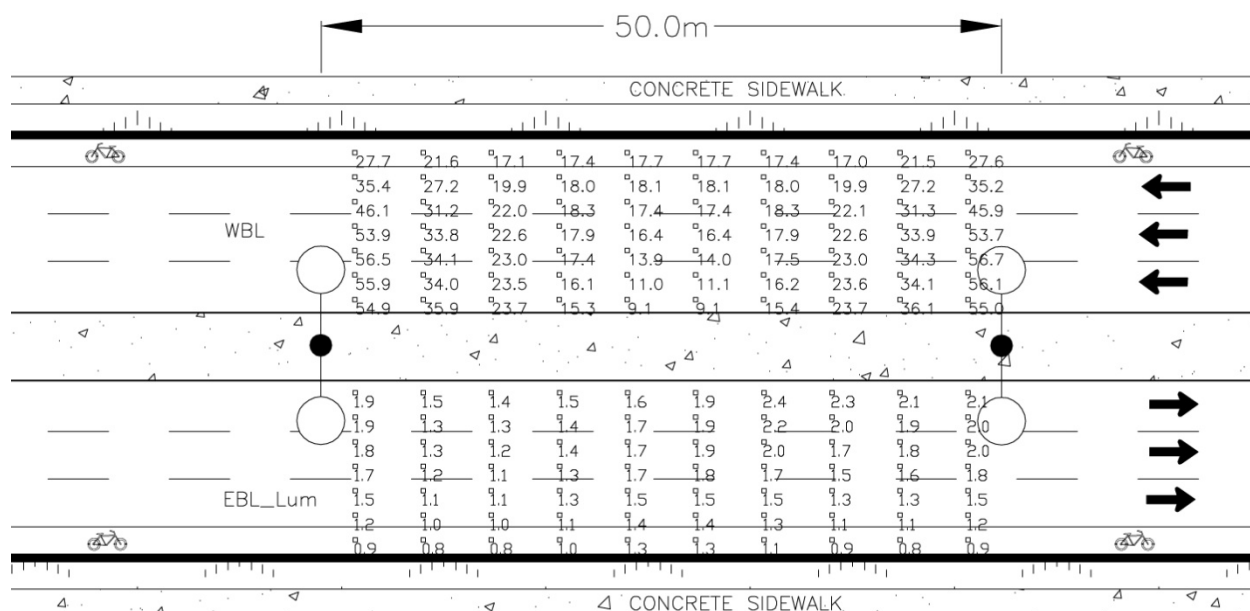 50.0m
CONCRETE SIDEWALK
27.7 21.6 17.1 17.4 17.7 17.7 17.4 17.0 21.5 27.6
35.4 27.2 19.9 18.0 18.1 18.1 18.0 19.9 27.2 35.2
46.1 31.2 22.0 18.3 17.4 17.4 18.3 22.1 31.3 45.9
WBL 53.9 33.8 22.6 17.9 16.4 16.4 17.9 22.6 33.9 53.7
56.5 34.1 23.0 17.4 13.9 14.0 17.5 23.0 34.3 56.7
55.9 34.0 23.5 16.1 11.0 11.1 16.2 23.6 34.1 56.1
54.9 35.9 23.7 15.3 9.1 9.1 15.4 23.7 36.1 55.0
1.9 1.5 1.4 1.5 1.6 1.9 2.4 2.3 2.1 2.1
1.9 1.3 1.3 1.4 1.7 1.9 2.2 2.0 1.9 2.0
1.8 1.3 1.2 1.4 1.7 1.9 2.0 1.7 1.8 2.0
1.7 1.2 1.1 1.3 1.7 1.8 1.7 1.5 1.6 1.8
EBL_Lum 1.5 1.1 1.1 1.3 1.5 1.5 1.5 1.3 1.3 1.5
1.2 1.0 1.0 1.1 1.4 1.4 1.3 1.1 1.1 1.2
0.9 0.8 0.8 1.0 1.3 1.3 1.1 0.9 0.8 0.9
CONCRETE SIDEWALK